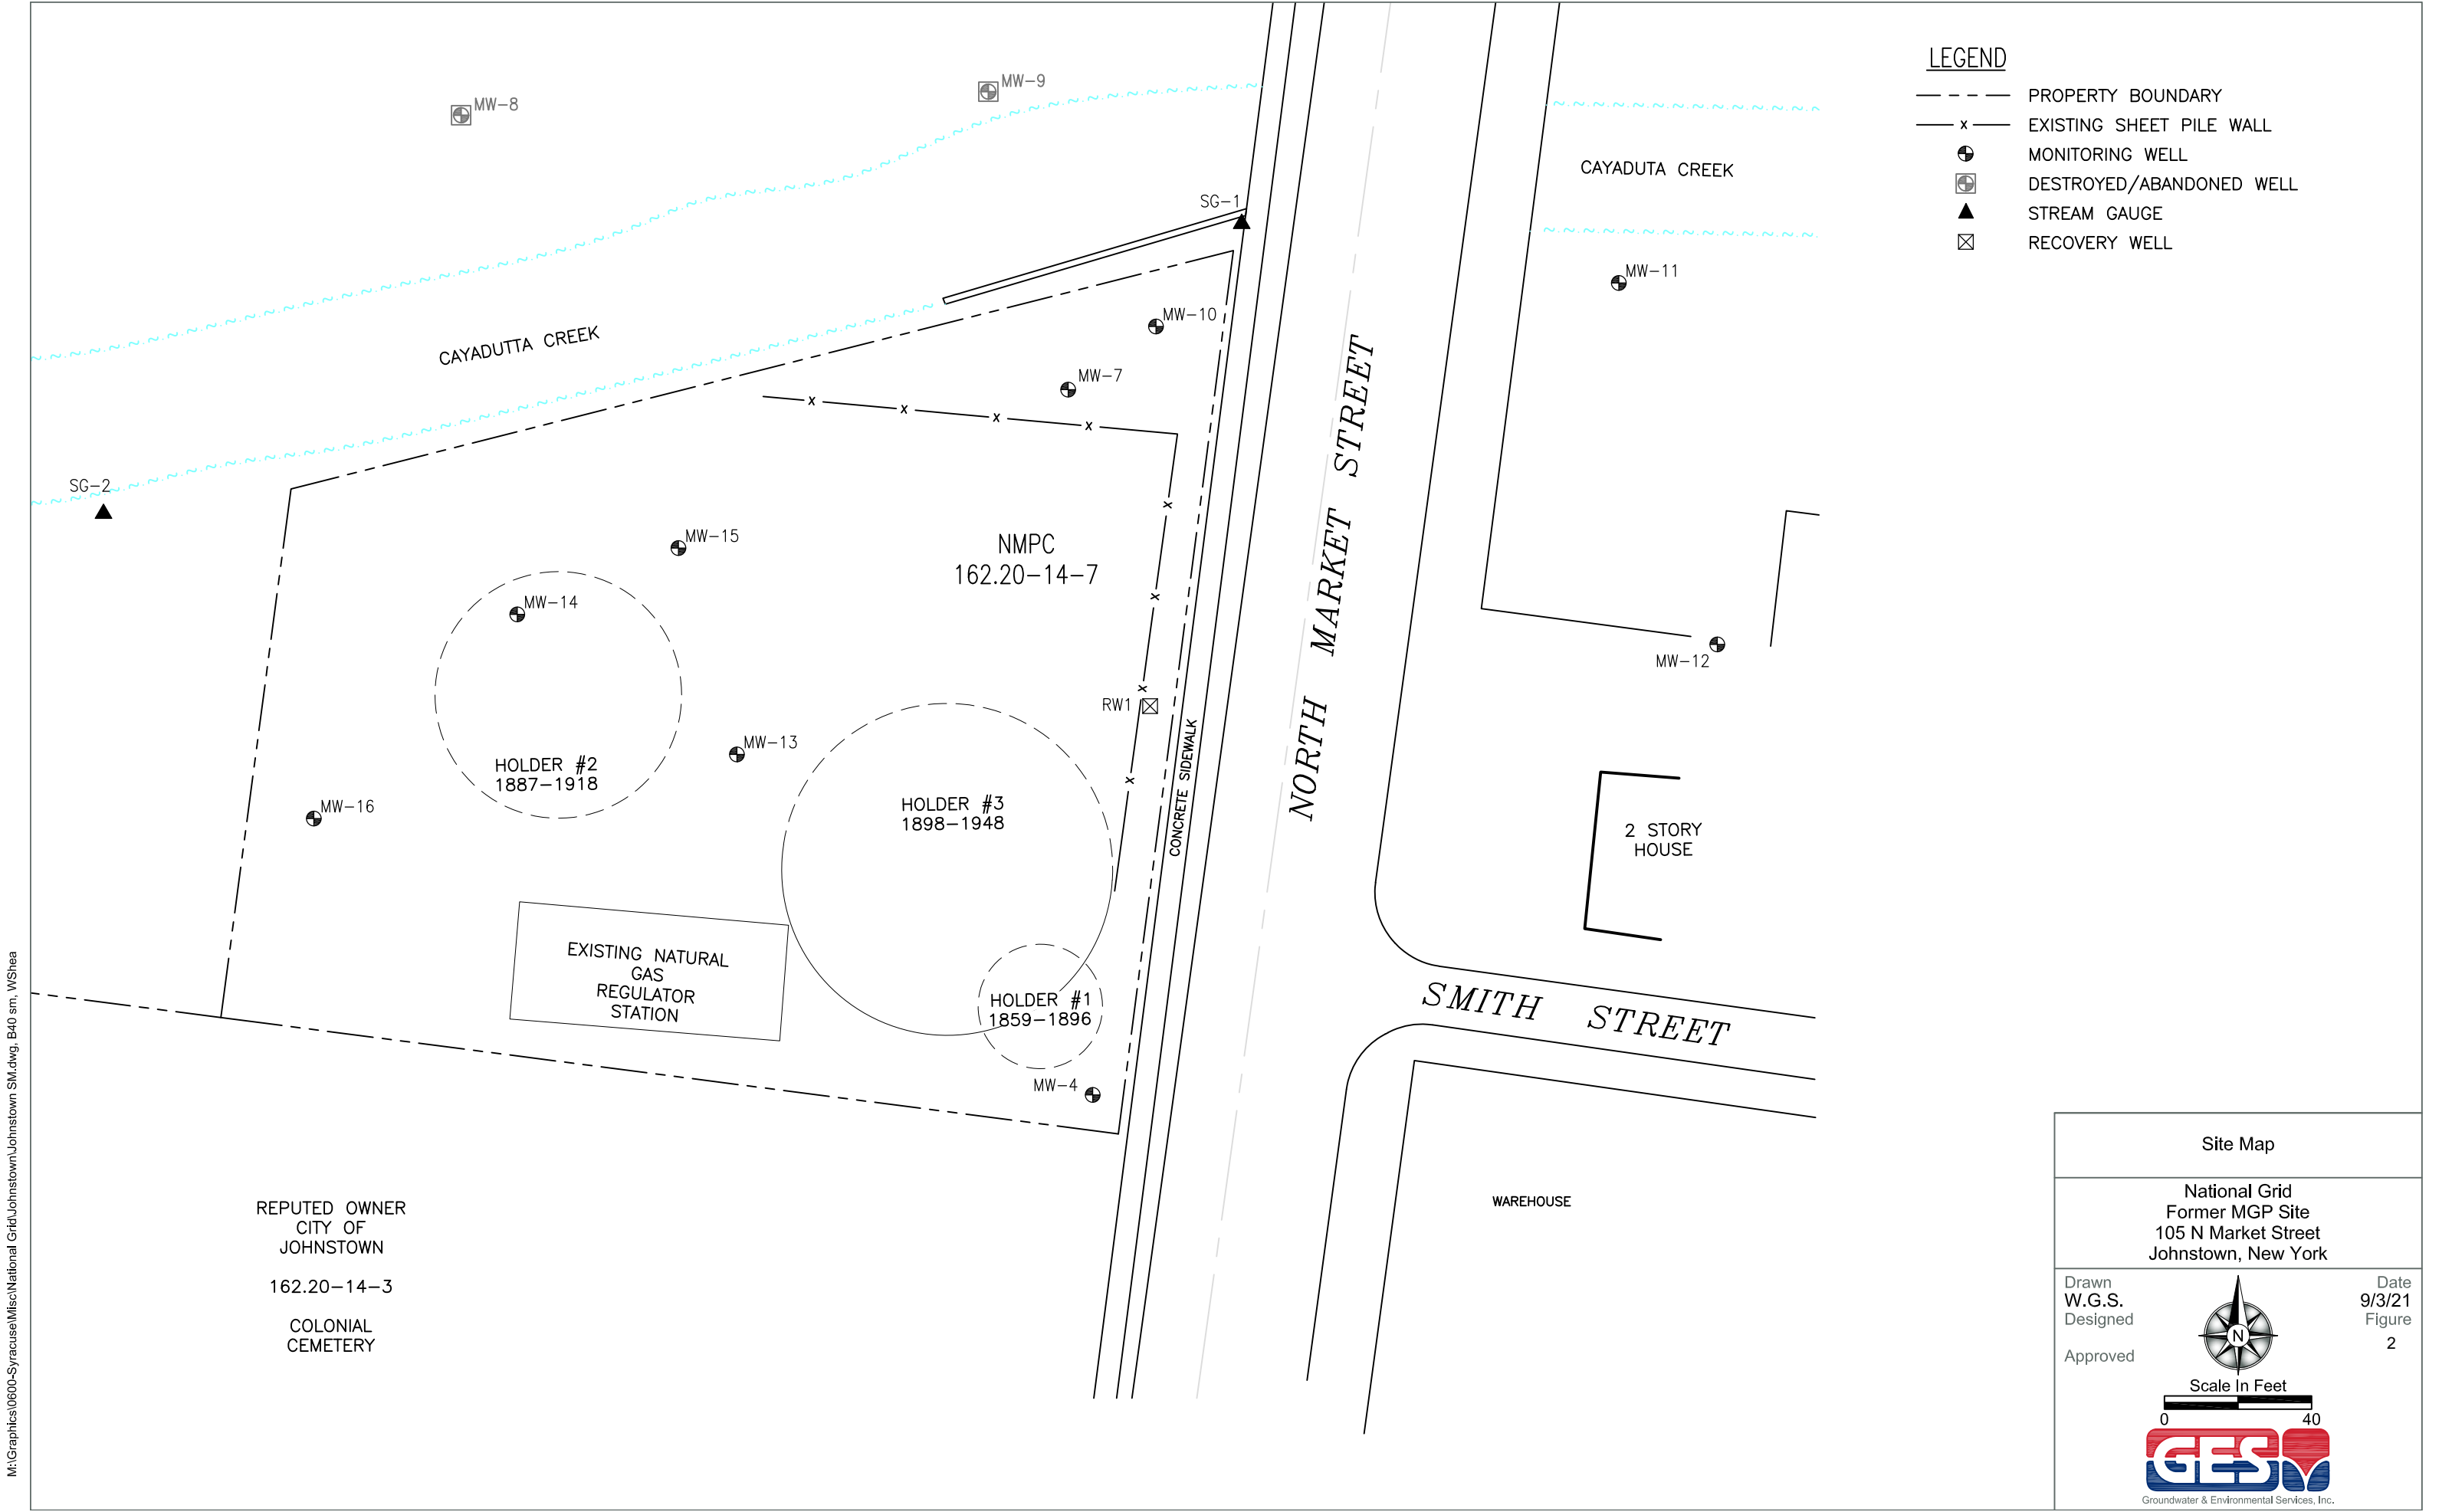 LEGEND
PROPERTY BOUNDARY
EXISTING SHEET PILE WALL
MONITORING WELL
DESTROYED/ABANDONED WELL
STREAM GAUGE
RECOVERY WELL
MW-8
MW-9
SG-1
CAYADUTA CREEK
MW-11
MW-10
CAYADUTTA CREEK
MW-7
SG-2
MW-15
NMPC
162.20-14-7
NORTH MARKET STREET
MW-14
MW-12
RW1
MW-13
HOLDER #2
1887-1918
CONCRETE SIDEWALK
MW-16
HOLDER #3
1898-1948
2 STORY
HOUSE
EXISTING NATURAL
GAS
REGULATOR
STATION
HOLDER #1
1859-1896
SMITH STREET
MW-4
WAREHOUSE
REPUTED OWNER
CITY OF
JOHNSTOWN
162.20-14-3
COLONIAL
CEMETERY
M:\Graphics\0600-Syracuse\Misc\National Grid\Johnstown\Johnstown SM.dwg, B40 sm, WShea
Site Map
National Grid
Former MGP Site
105 N Market Street
Johnstown, New York
Drawn
W.G.S.
Designed
Approved
Date
9/3/21
Figure
2
N
Scale In Feet
0 40
GES
Groundwater & Environmental Services, Inc.